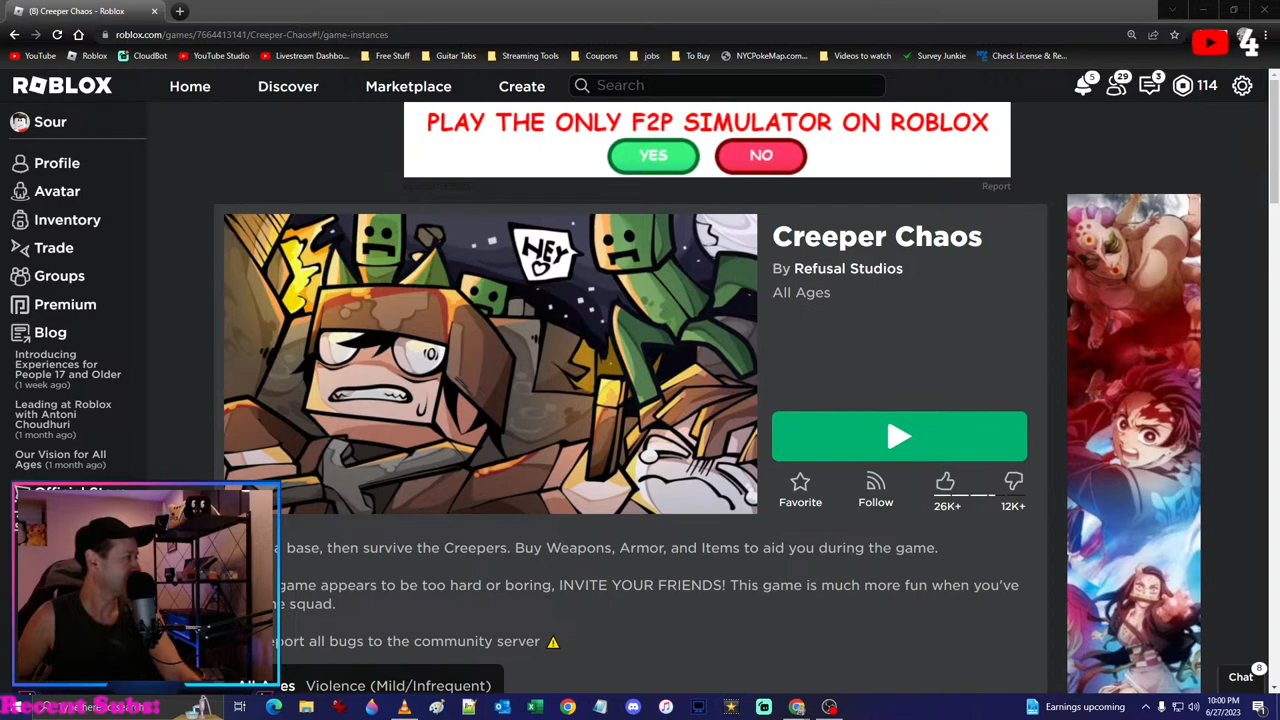 (8) Creeper Chaos - Roblox
roblox.com/games/7664413141/Creeper-Chaos#!/game-instances
YouTube Roblox CloudBot YouTube Studio Livestream Dashbo... Free Stuff Guitar Tabs Streaming Tools Coupons jobs To Buy NYCPokeMap.com... Videos to watch Survey Junkie Check License & Re...
4
ROBLOX Home Discover Marketplace Create Search 5 29 3 114
PLAY THE ONLY F2P SIMULATOR ON ROBLOX
YES NO
Report
Sour
Profile
Avatar
Inventory
Trade
Groups
Premium
Blog
Introducing
Experiences for
People 17 and Older
(1 week ago)
Leading at Roblox
with Antoni
Choudhuri
(1 month ago)
Our Vision for All
Ages (1 month ago)
HEY
Creeper Chaos
By Refusal Studios
All Ages
Favorite Follow 26K+ 12K+
a base, then survive the Creepers. Buy Weapons, Armor, and Items to aid you during the game.
game appears to be too hard or boring, INVITE YOUR FRIENDS! This game is much more fun when you've
squad.
port all bugs to the community server
Violence (Mild/Infrequent)
Chat 8
Recent Subs:
Earnings upcoming
10:00 PM
6/27/2023